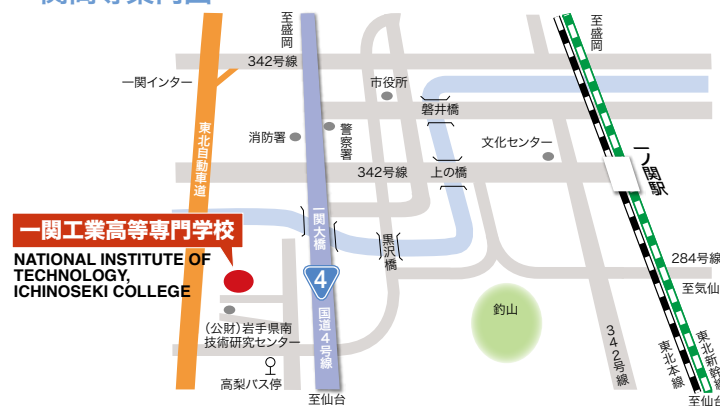 至盛岡
至盛岡
342号線
一関インター
市役所
磐井橋
東北自動車道
消防署
警察署
文化センター
一ノ関駅
342号線
上の橋
一関大橋
黒沢橋
一関工業高等専門学校
NATIONAL INSTITUTE OF
TECHNOLOGY,
ICHINOSEKI COLLEGE
284号線
4
至気仙
釣山
国道4号線
(公財)岩手県南
技術研究センター
342号線
東北本線
東北新幹線
高梨バス停
至仙台
至仙台